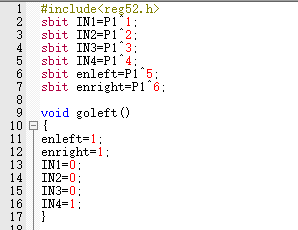 1 #include<reg52.h>
2 sbit IN1=P1^1;
3 sbit IN2=P1^2;
4 sbit IN3=P1^3;
5 sbit IN4=P1^4;
6 sbit enleft=P1^5;
7 sbit enright=P1^6;
8
9 void goleft()
10 {
11 enleft=1;
12 enright=1;
13 IN1=0;
14 IN2=0;
15 IN3=0;
16 IN4=1;
17 }